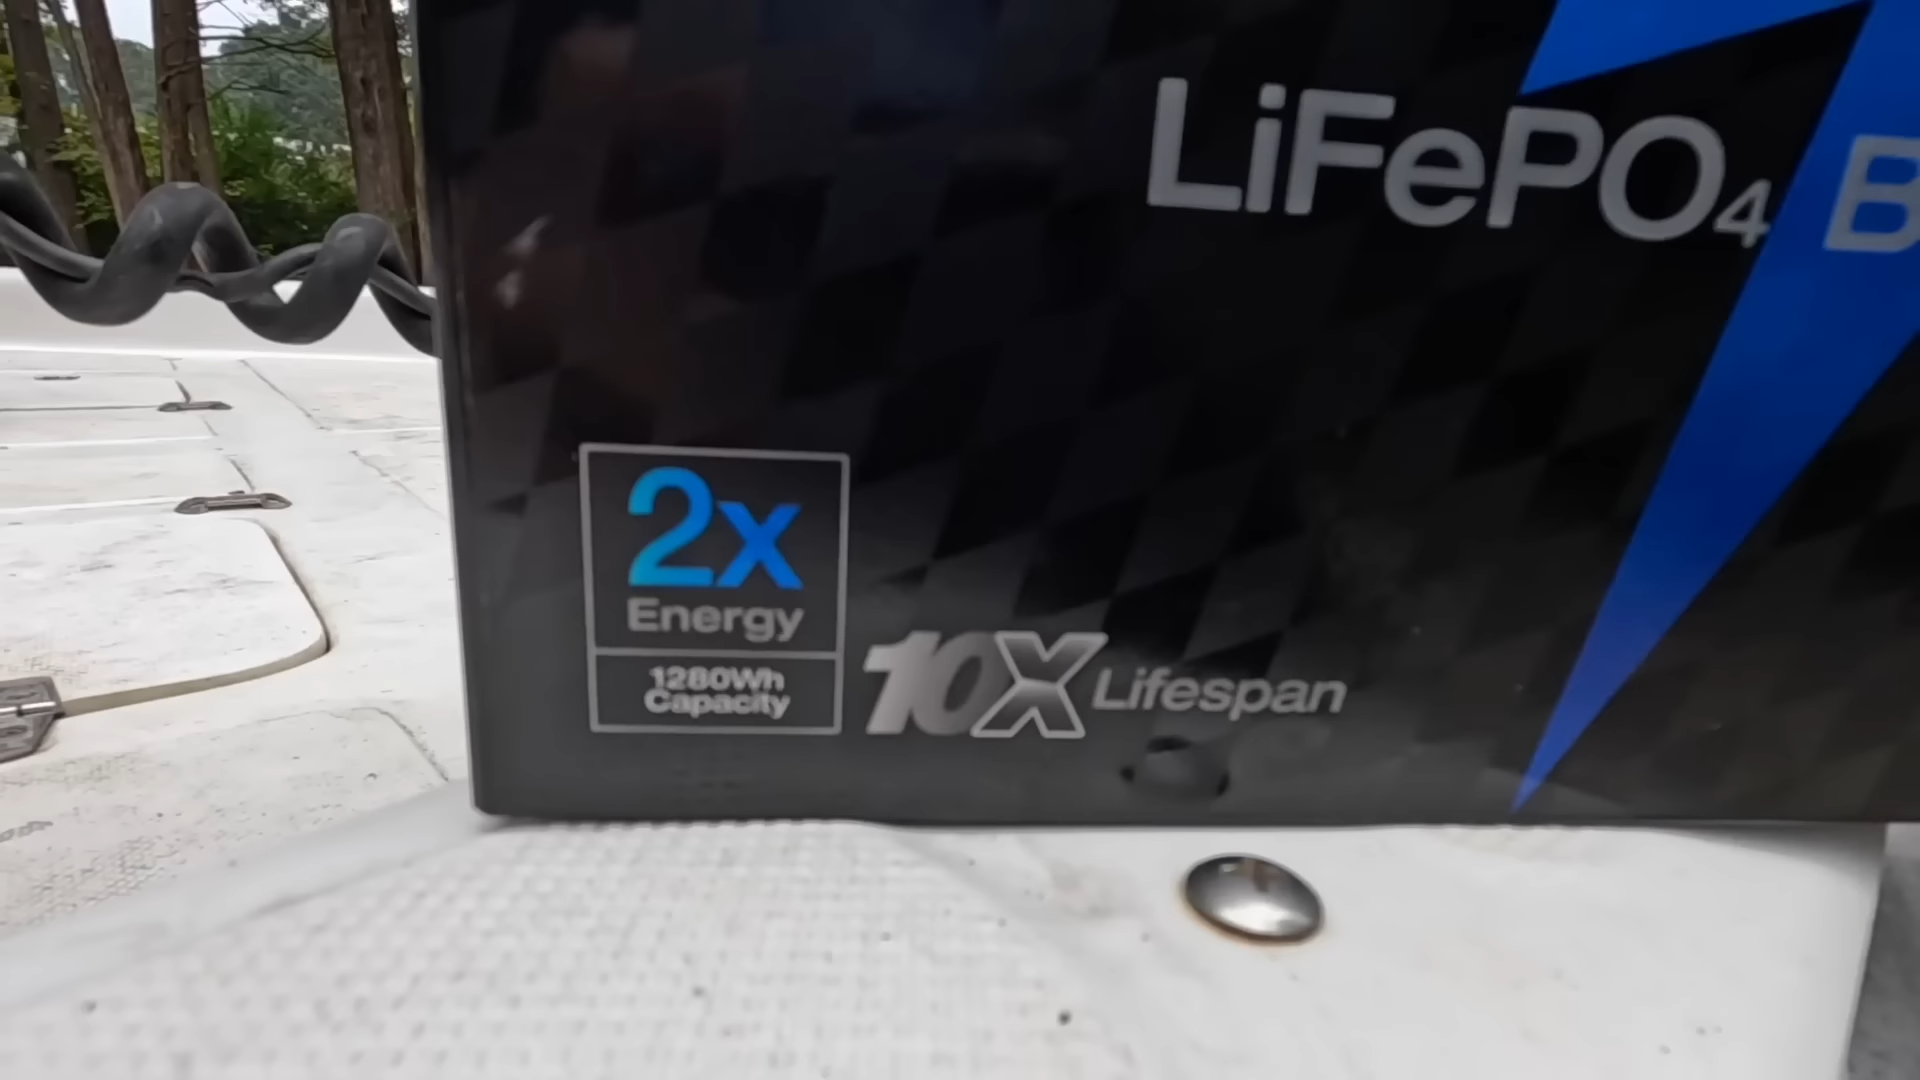 LiFePO₄ B
2x
Energy
1280Wh
Capacity
10X Lifespan